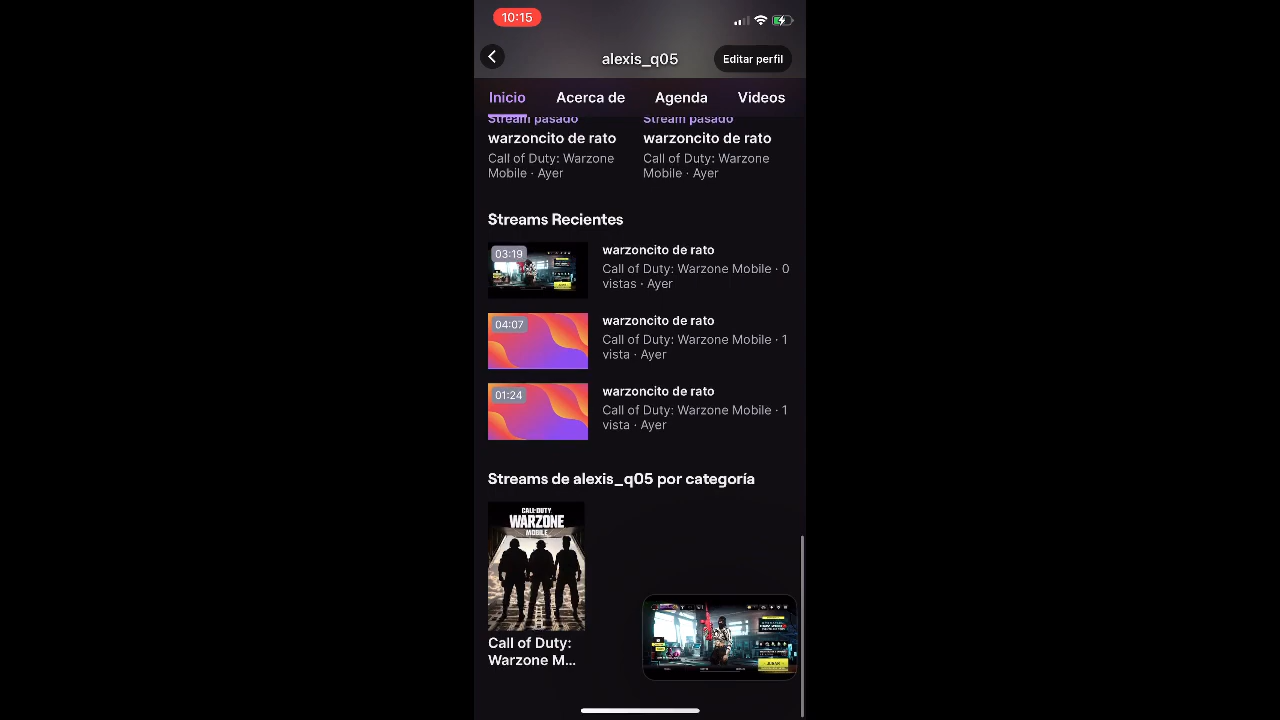 10:15
alexis_q05
Editar perfil
Inicio
Acerca de
Agenda
Videos
Stream pasado
Stream pasado
warzoncito de rato
warzoncito de rato
Call of Duty: Warzone
Mobile · Ayer
Call of Duty: Warzone
Mobile · Ayer
Streams Recientes
03:19
warzoncito de rato
Call of Duty: Warzone Mobile · 0
vistas · Ayer
04:07
warzoncito de rato
Call of Duty: Warzone Mobile · 1
vista · Ayer
01:24
warzoncito de rato
Call of Duty: Warzone Mobile · 1
vista · Ayer
Streams de alexis_q05 por categoría
CALL·DUTY
WARZONE
MOBILE
Call of Duty:
Warzone M...
JUGAR